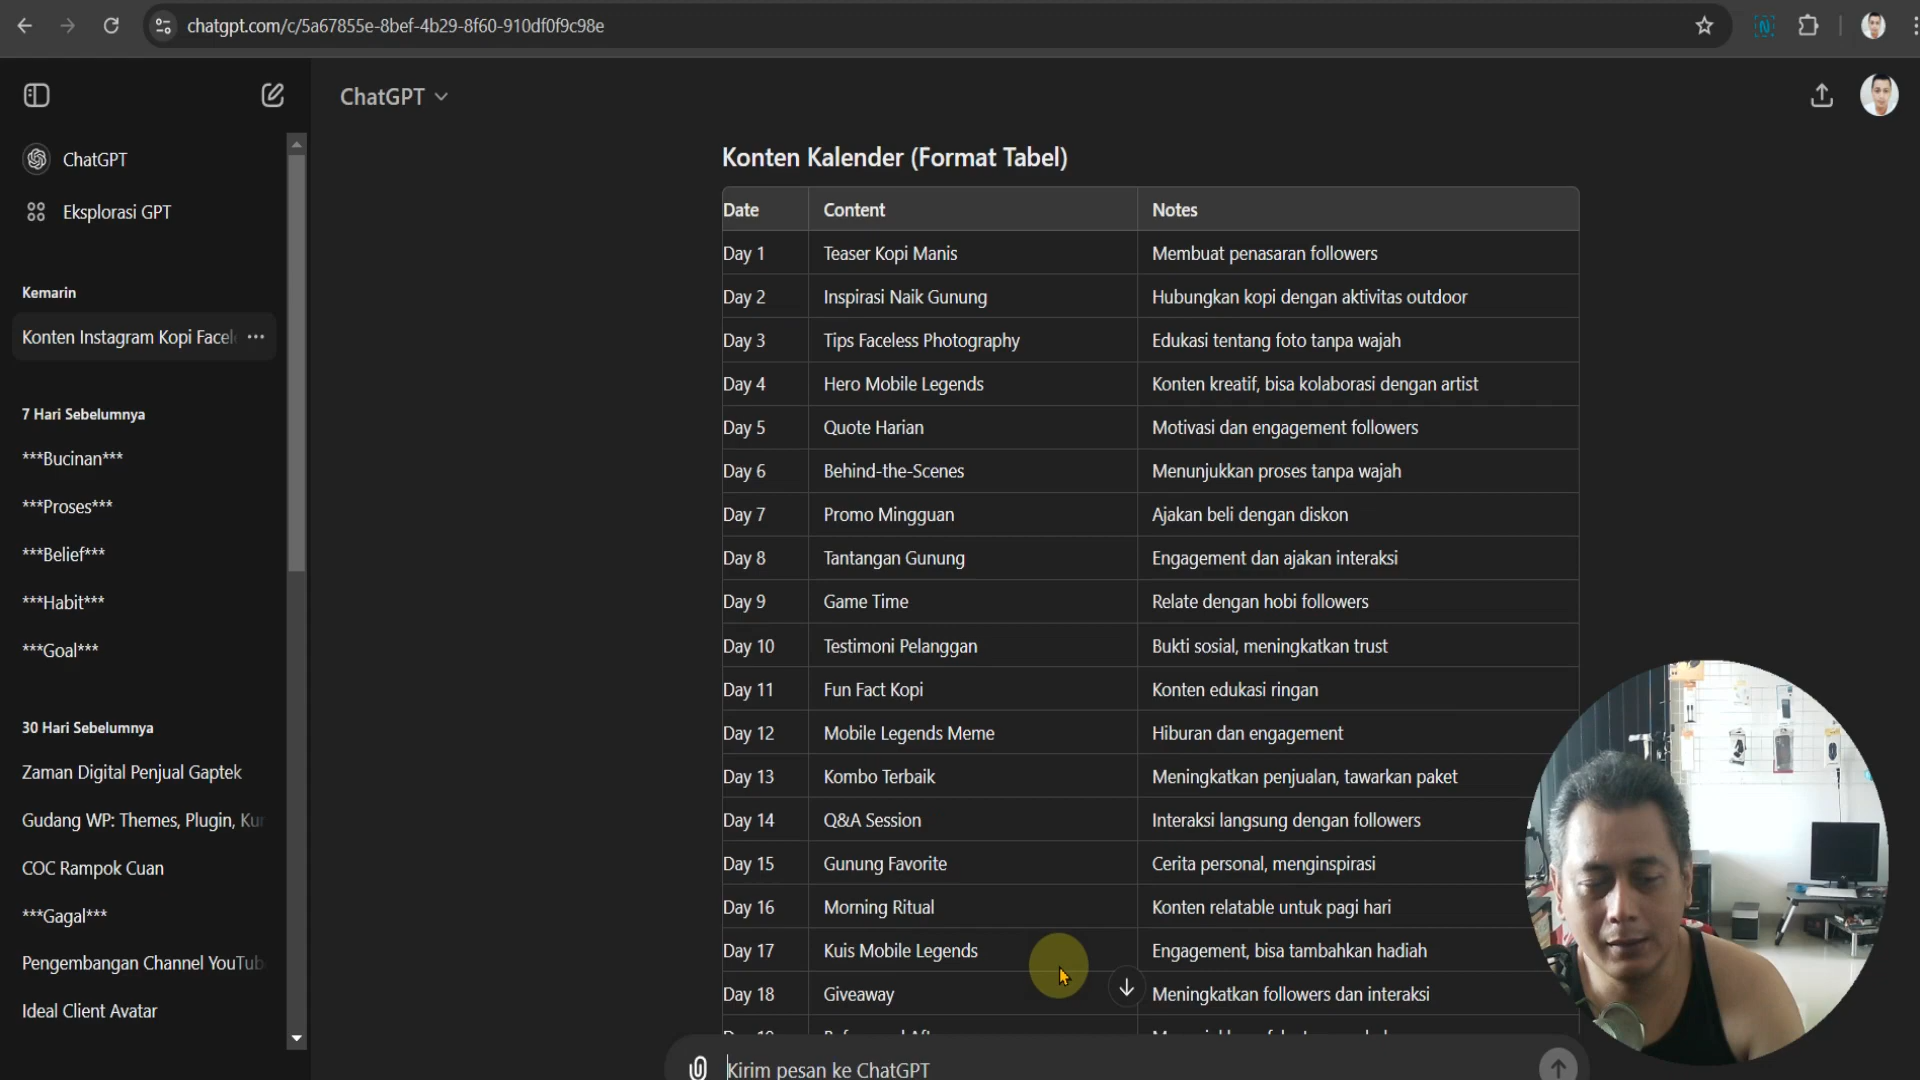 chatgpt.com/c/5a67855e-8bef-4b29-8f60-910df0f9c98e
ChatGPT
ChatGPT
Eksplorasi GPT
Kemarin
Konten Instagram Kopi Facel
7 Hari Sebelumnya
***Bucinan***
***Proses***
***Belief***
***Habit***
***Goal***
30 Hari Sebelumnya
Zaman Digital Penjual Gaptek
Gudang WP: Themes, Plugin, Kur
COC Rampok Cuan
***Gagal***
Pengembangan Channel YouTub
Ideal Client Avatar
Konten Kalender (Format Tabel)
Date Content Notes
Day 1 Teaser Kopi Manis Membuat penasaran followers
Day 2 Inspirasi Naik Gunung Hubungkan kopi dengan aktivitas outdoor
Day 3 Tips Faceless Photography Edukasi tentang foto tanpa wajah
Day 4 Hero Mobile Legends Konten kreatif, bisa kolaborasi dengan artist
Day 5 Quote Harian Motivasi dan engagement followers
Day 6 Behind-the-Scenes Menunjukkan proses tanpa wajah
Day 7 Promo Mingguan Ajakan beli dengan diskon
Day 8 Tantangan Gunung Engagement dan ajakan interaksi
Day 9 Game Time Relate dengan hobi followers
Day 10 Testimoni Pelanggan Bukti sosial, meningkatkan trust
Day 11 Fun Fact Kopi Konten edukasi ringan
Day 12 Mobile Legends Meme Hiburan dan engagement
Day 13 Kombo Terbaik Meningkatkan penjualan, tawarkan paket
Day 14 Q&A Session Interaksi langsung dengan followers
Day 15 Gunung Favorite Cerita personal, menginspirasi
Day 16 Morning Ritual Konten relatable untuk pagi hari
Day 17 Kuis Mobile Legends Engagement, bisa tambahkan hadiah
Day 18 Giveaway Meningkatkan followers dan interaksi
Kirim pesan ke ChatGPT